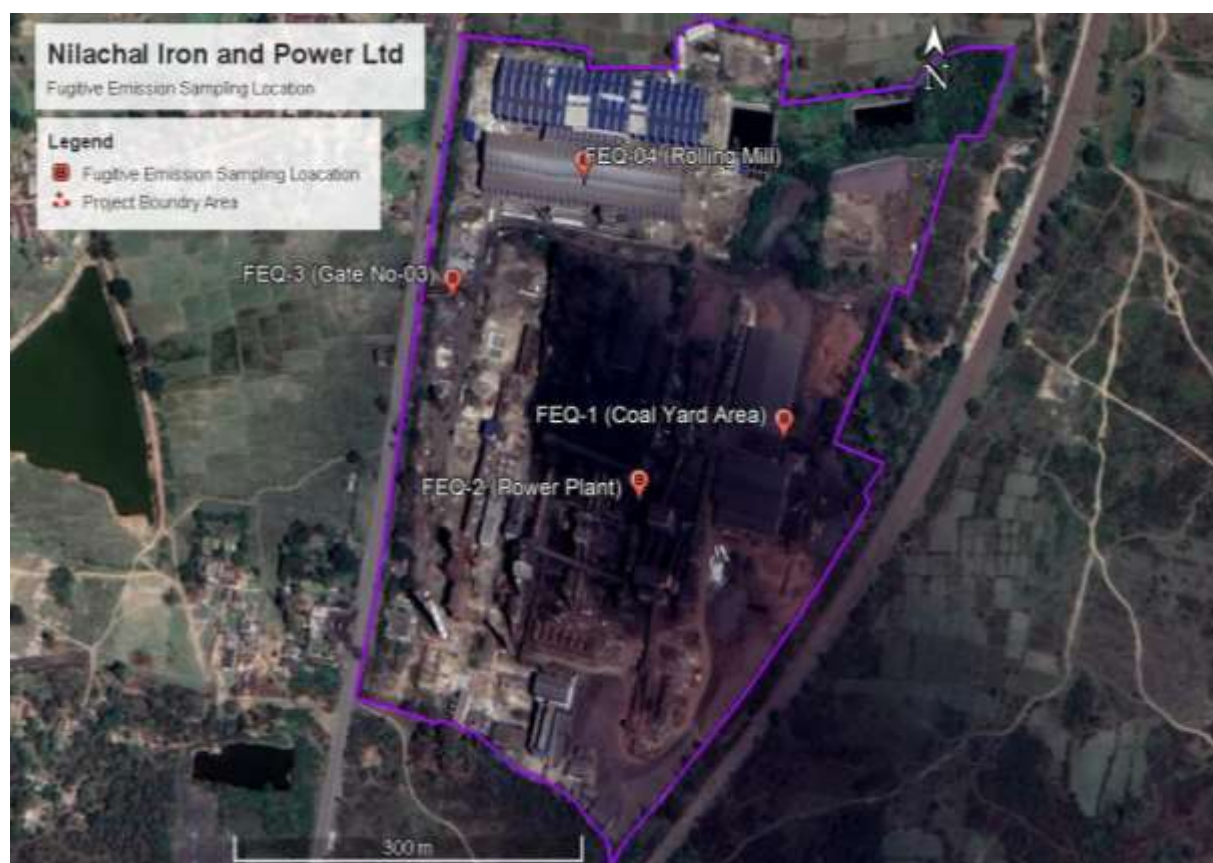 Nilachal Iron and Power Ltd
Fugitive Emission Sampling Location
Legend
Fugitive Emission Sampling Loacation
Project Boundry Area
N
FEQ-04 (Rolling Mill)
FEQ-3 (Gate No-03)
FEQ-1 (Coal Yard Area)
FEQ-2 (Power Plant)
300 m